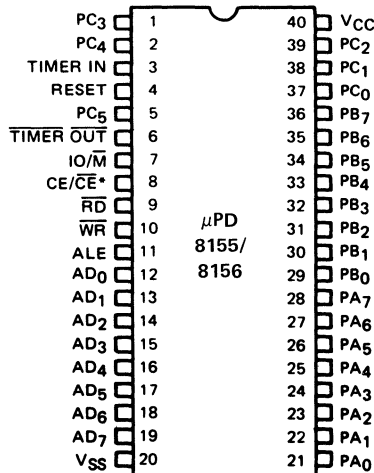 PC3 1 40 VCC
PC4 2 39 PC2
TIMER IN 3 38 PC1
RESET 4 37 PC0
PC5 5 36 PB7
TIMER OUT 6 35 PB6
IO/M 7 34 PB5
CE/CE* 8 33 PB4
RD 9 32 PB3
WR 10 31 PB2
ALE 11 30 PB1
AD0 12 29 PB0
AD1 13 28 PA7
AD2 14 27 PA6
AD3 15 26 PA5
AD4 16 25 PA4
AD5 17 24 PA3
AD6 18 23 PA2
AD7 19 22 PA1
VSS 20 21 PA0
μPD
8155/
8156